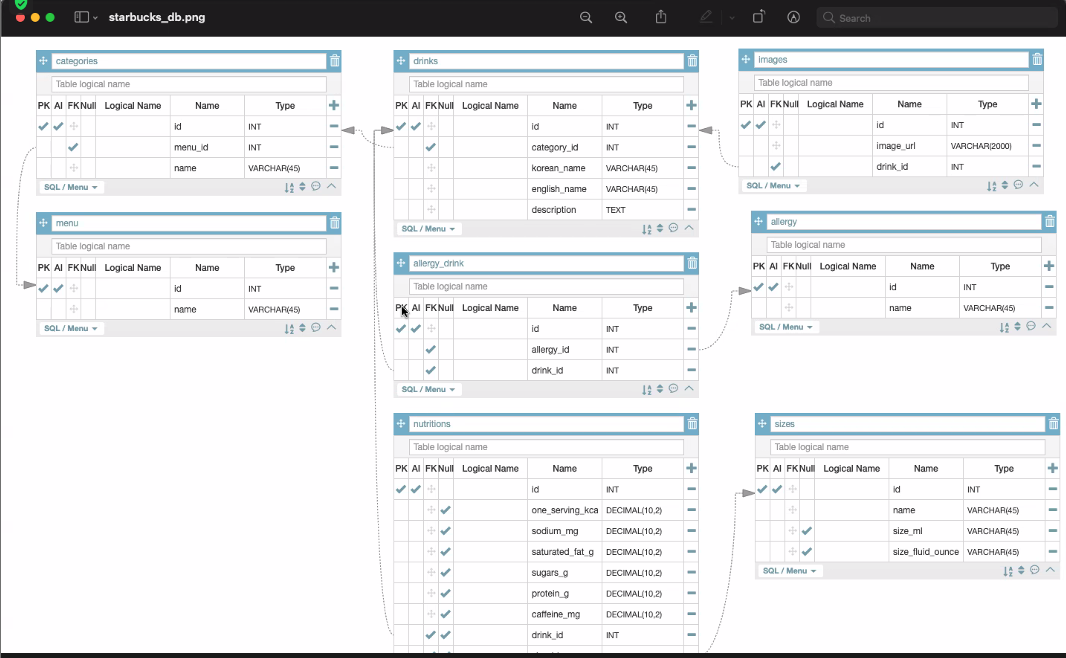 starbucks_db.png
Search
categories
Table logical name
PK AI FK Null Logical Name Name Type
id INT
menu_id INT
name VARCHAR(45)
SQL / Menu
menu
Table logical name
PK AI FK Null Logical Name Name Type
id INT
name VARCHAR(45)
SQL / Menu
drinks
Table logical name
PK AI FK Null Logical Name Name Type
id INT
category_id INT
korean_name VARCHAR(45)
english_name VARCHAR(45)
description TEXT
SQL / Menu
allergy_drink
Table logical name
PK AI FK Null Logical Name Name Type
id INT
allergy_id INT
drink_id INT
SQL / Menu
nutritions
Table logical name
PK AI FK Null Logical Name Name Type
id INT
one_serving_kca DECIMAL(10,2)
sodium_mg DECIMAL(10,2)
saturated_fat_g DECIMAL(10,2)
sugars_g DECIMAL(10,2)
protein_g DECIMAL(10,2)
caffeine_mg DECIMAL(10,2)
drink_id INT
images
Table logical name
PK AI FK Null Logical Name Name Type
id INT
image_url VARCHAR(2000)
drink_id INT
SQL / Menu
allergy
Table logical name
PK AI FK Null Logical Name Name Type
id INT
name VARCHAR(45)
SQL / Menu
sizes
Table logical name
PK AI FK Null Logical Name Name Type
id INT
name VARCHAR(45)
size_ml VARCHAR(45)
size_fluid_ounce VARCHAR(45)
SQL / Menu